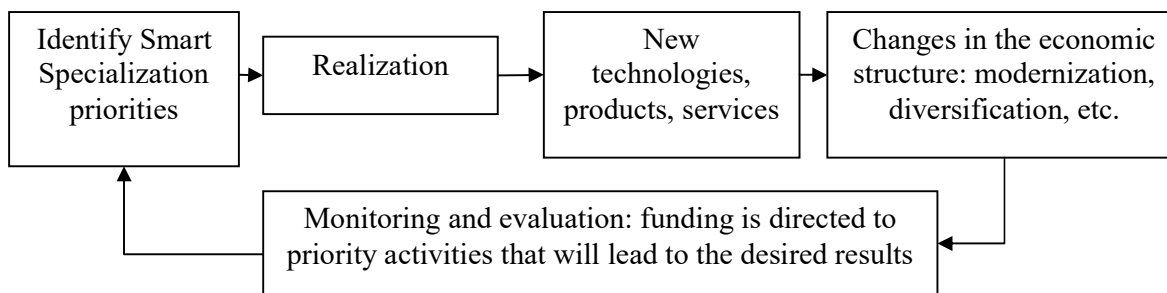 Identify Smart
Specialization
priorities
Realization
New
technologies,
products, services
Changes in the economic
structure: modernization,
diversification, etc.
Monitoring and evaluation: funding is directed to
priority activities that will lead to the desired results